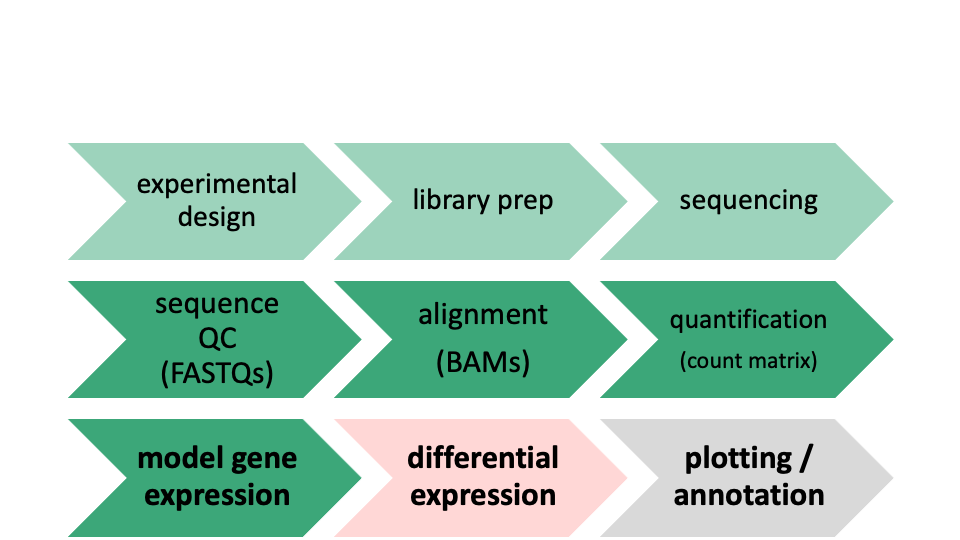 experimental
design
library prep
sequencing
sequence
QC
(FASTQs)
alignment
(BAMs)
quantification
(count matrix)
model gene
expression
differential
expression
plotting /
annotation